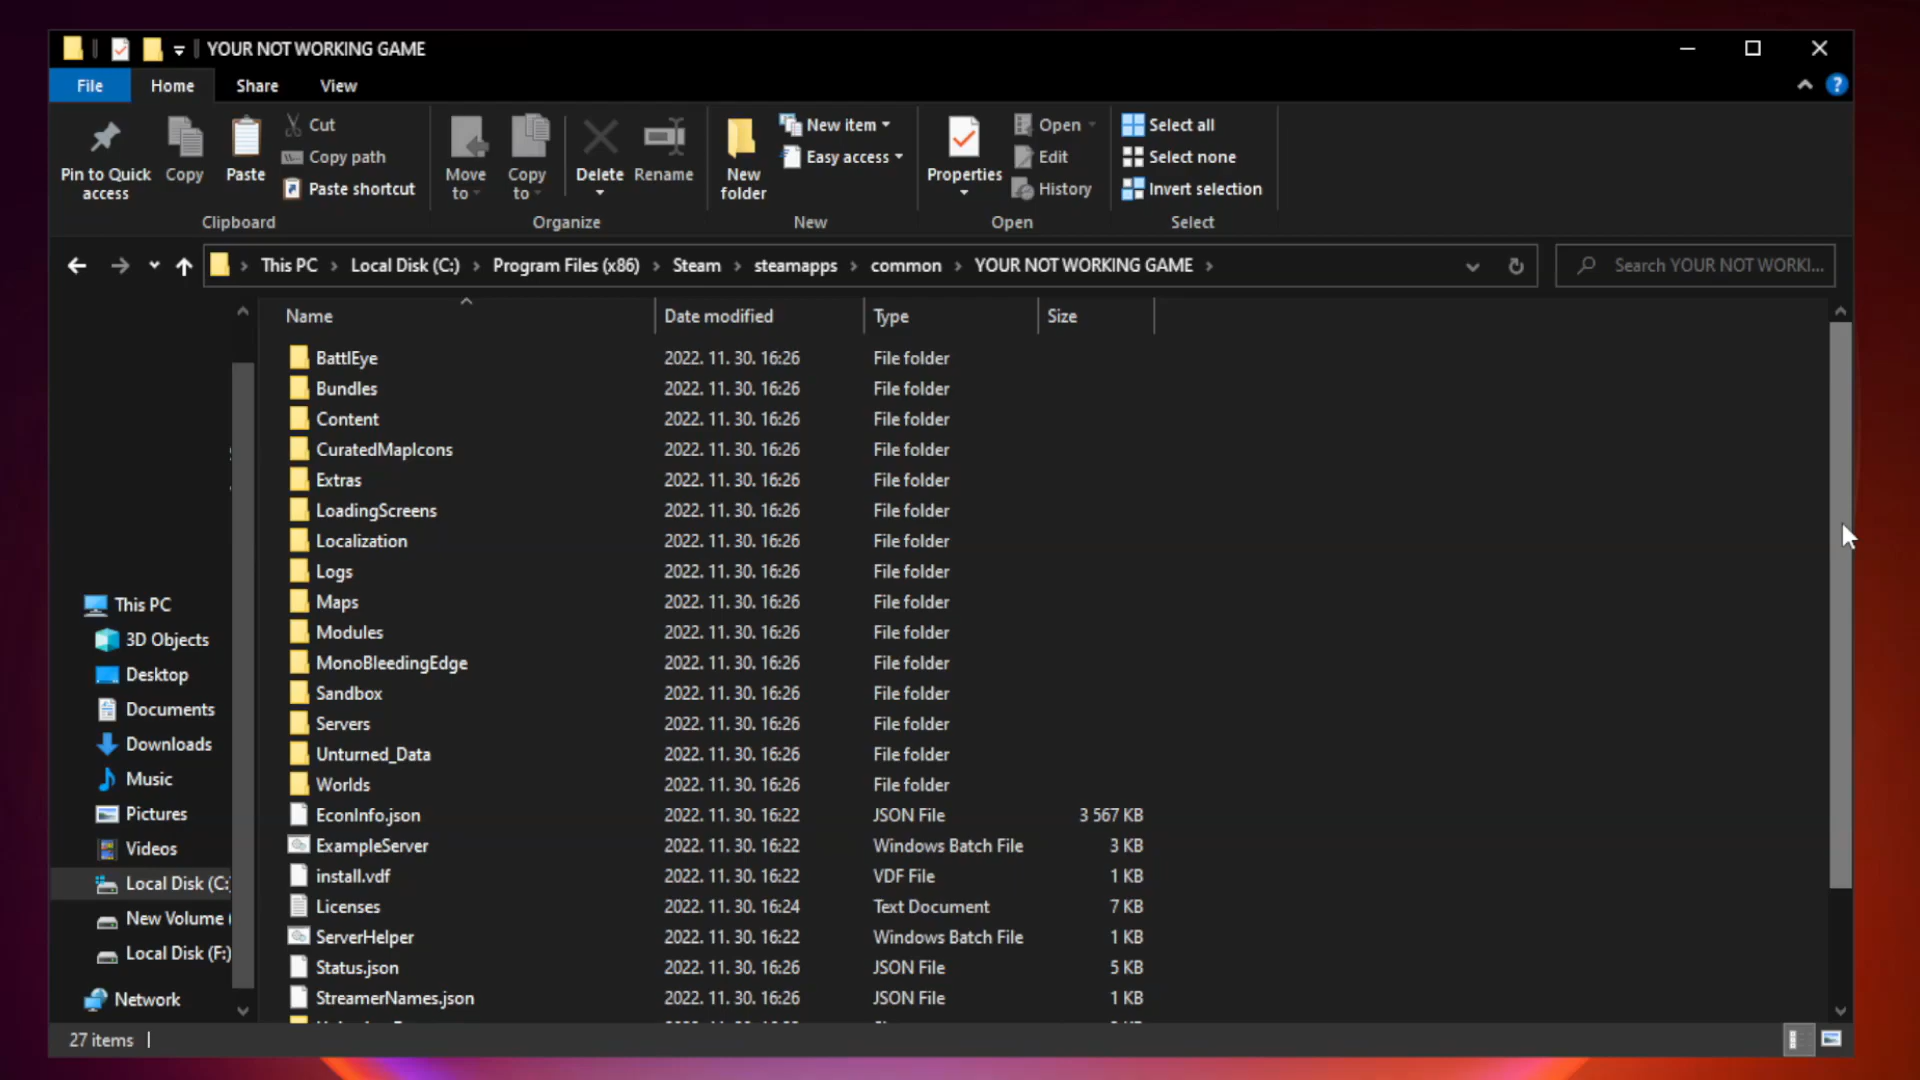 YOUR NOT WORKING GAME
File Home Share View
Pin to Quick access
Copy
Paste
Cut
Copy path
Paste shortcut
Clipboard
Move to
Copy to
Delete
Rename
Organize
New folder
New item
Easy access
New
Properties
Open
Edit
History
Open
Select all
Select none
Invert selection
Select
This PC › Local Disk (C:) › Program Files (x86) › Steam › steamapps › common › YOUR NOT WORKING GAME ›
Search YOUR NOT WORKI...
Name Date modified Type Size
BattlEye 2022. 11. 30. 16:26 File folder
Bundles 2022. 11. 30. 16:26 File folder
Content 2022. 11. 30. 16:26 File folder
CuratedMapIcons 2022. 11. 30. 16:26 File folder
Extras 2022. 11. 30. 16:26 File folder
LoadingScreens 2022. 11. 30. 16:26 File folder
Localization 2022. 11. 30. 16:26 File folder
Logs 2022. 11. 30. 16:26 File folder
Maps 2022. 11. 30. 16:26 File folder
Modules 2022. 11. 30. 16:26 File folder
MonoBleedingEdge 2022. 11. 30. 16:26 File folder
Sandbox 2022. 11. 30. 16:26 File folder
Servers 2022. 11. 30. 16:26 File folder
Unturned_Data 2022. 11. 30. 16:26 File folder
Worlds 2022. 11. 30. 16:26 File folder
EconInfo.json 2022. 11. 30. 16:22 JSON File 3 567 KB
ExampleServer 2022. 11. 30. 16:22 Windows Batch File 3 KB
install.vdf 2022. 11. 30. 16:22 VDF File 1 KB
Licenses 2022. 11. 30. 16:24 Text Document 7 KB
ServerHelper 2022. 11. 30. 16:22 Windows Batch File 1 KB
Status.json 2022. 11. 30. 16:26 JSON File 5 KB
StreamerNames.json 2022. 11. 30. 16:26 JSON File 1 KB
This PC
3D Objects
Desktop
Documents
Downloads
Music
Pictures
Videos
Local Disk (C:
New Volume (
Local Disk (F:)
Network
27 items